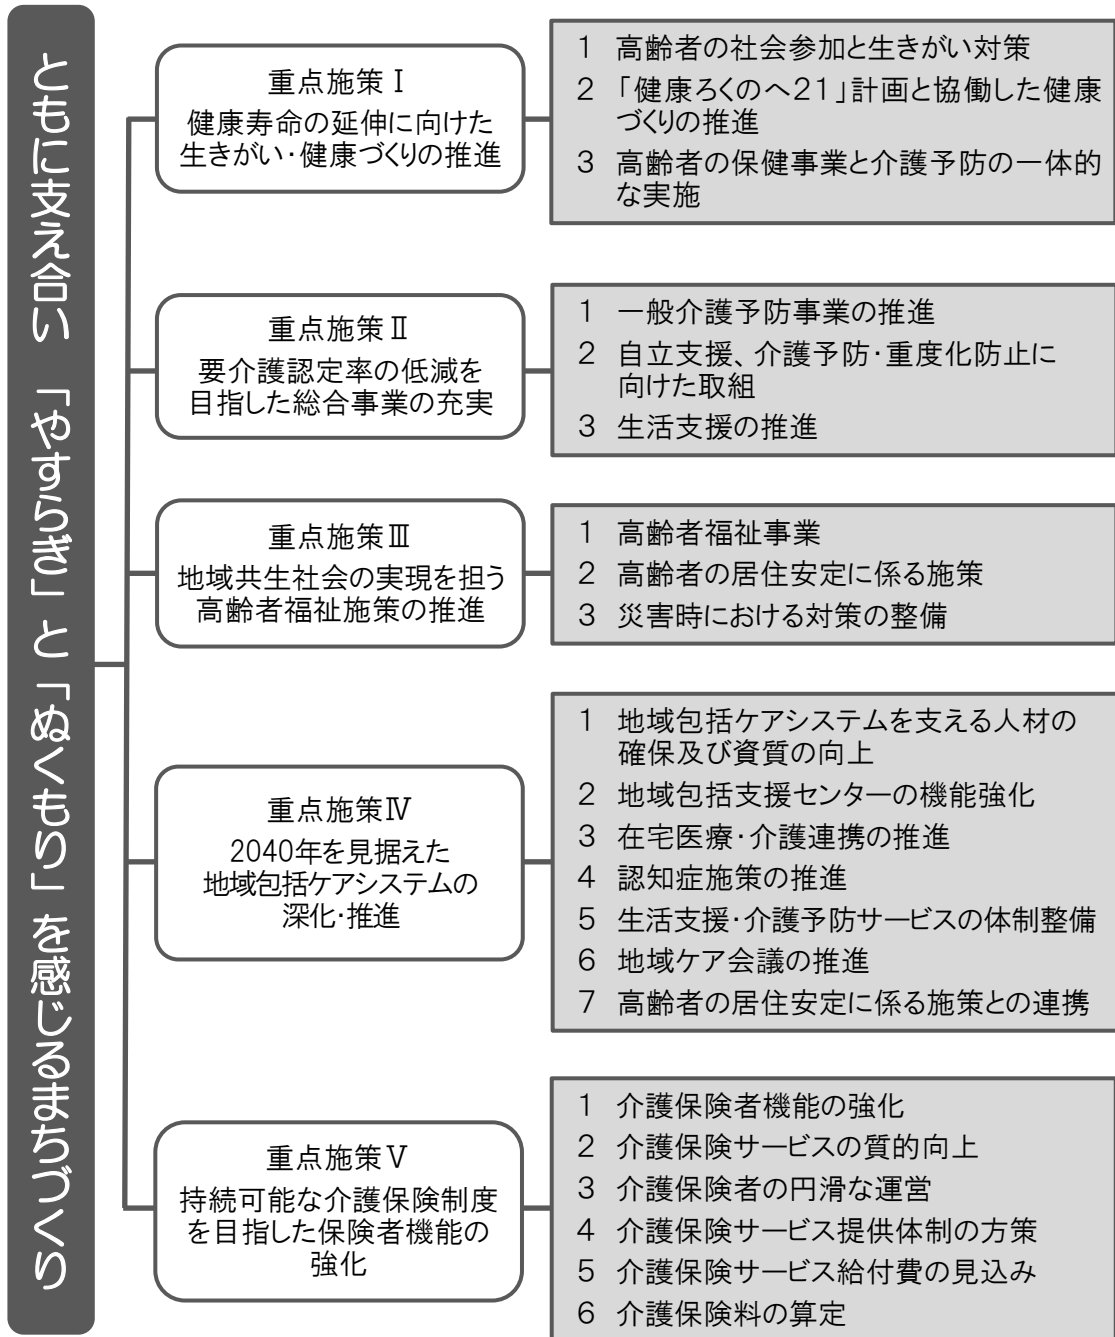 ともに支え合い 「やすらぎ」と「ぬくもり」を感じるまちづくり
重点施策Ⅰ
健康寿命の延伸に向けた
生きがい・健康づくりの推進
1 高齢者の社会参加と生きがい対策
2 「健康ろくのへ21」計画と協働した健康
づくりの推進
3 高齢者の保健事業と介護予防の一体的
な実施
重点施策Ⅱ
要介護認定率の低減を
目指した総合事業の充実
1 一般介護予防事業の推進
2 自立支援、介護予防・重度化防止に
向けた取組
3 生活支援の推進
重点施策Ⅲ
地域共生社会の実現を担う
高齢者福祉施策の推進
1 高齢者福祉事業
2 高齢者の居住安定に係る施策
3 災害時における対策の整備
重点施策Ⅳ
2040年を見据えた
地域包括ケアシステムの
深化・推進
1 地域包括ケアシステムを支える人材の
確保及び資質の向上
2 地域包括支援センターの機能強化
3 在宅医療・介護連携の推進
4 認知症施策の推進
5 生活支援・介護予防サービスの体制整備
6 地域ケア会議の推進
7 高齢者の居住安定に係る施策との連携
重点施策Ⅴ
持続可能な介護保険制度
を目指した保険者機能の
強化
1 介護保険者機能の強化
2 介護保険サービスの質的向上
3 介護保険者の円滑な運営
4 介護保険サービス提供体制の方策
5 介護保険サービス給付費の見込み
6 介護保険料の算定